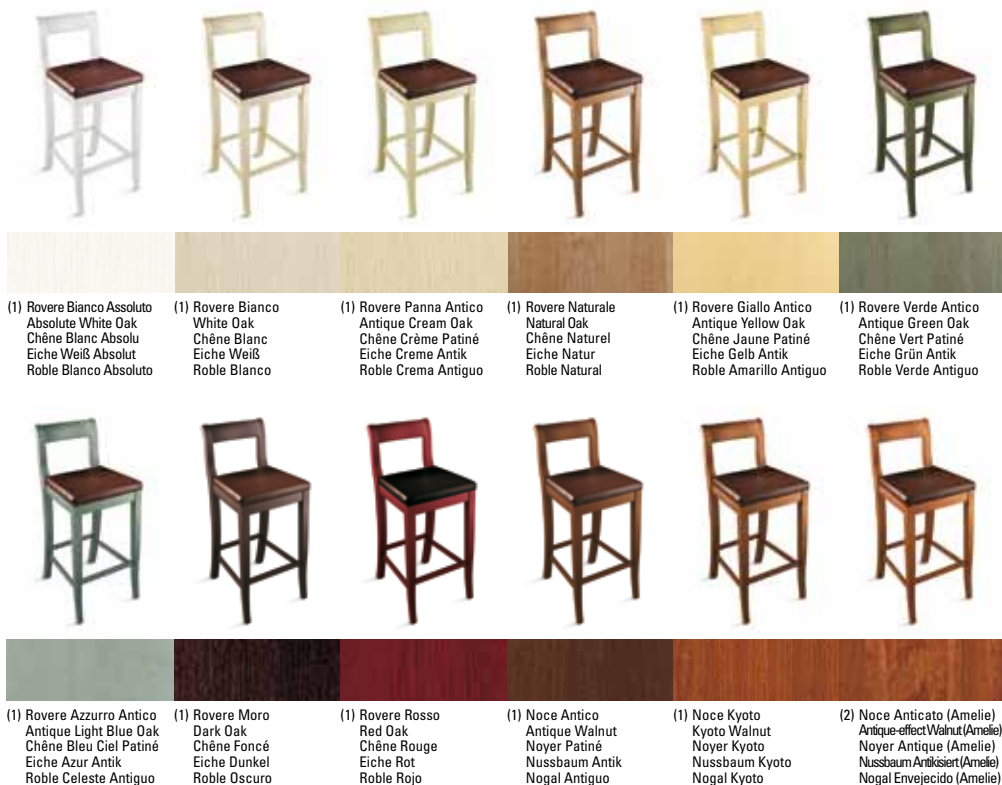 (1) Rovere Bianco Assoluto
Absolute White Oak
Chêne Blanc Absolu
Eiche Weiß Absolut
Roble Blanco Absoluto
(1) Rovere Bianco
White Oak
Chêne Blanc
Eiche Weiß
Roble Blanco
(1) Rovere Panna Antico
Antique Cream Oak
Chêne Crème Patiné
Eiche Creme Antik
Roble Crema Antiguo
(1) Rovere Naturale
Natural Oak
Chêne Naturel
Eiche Natur
Roble Natural
(1) Rovere Giallo Antico
Antique Yellow Oak
Chêne Jaune Patiné
Eiche Gelb Antik
Roble Amarillo Antiguo
(1) Rovere Verde Antico
Antique Green Oak
Chêne Vert Patiné
Eiche Grün Antik
Roble Verde Antiguo
(1) Rovere Azzurro Antico
Antique Light Blue Oak
Chêne Bleu Ciel Patiné
Eiche Azur Antik
Roble Celeste Antiguo
(1) Rovere Moro
Dark Oak
Chêne Foncé
Eiche Dunkel
Roble Oscuro
(1) Rovere Rosso
Red Oak
Chêne Rouge
Eiche Rot
Roble Rojo
(1) Noce Antico
Antique Walnut
Noyer Patiné
Nussbaum Antik
Nogal Antiguo
(1) Noce Kyoto
Kyoto Walnut
Noyer Kyoto
Nussbaum Kyoto
Nogal Kyoto
(2) Noce Anticato (Amelie)
Antique-effect Walnut (Amelie)
Noyer Antique (Amelie)
Nussbaum Antikisiert (Amelie)
Nogal Envejecido (Amelie)